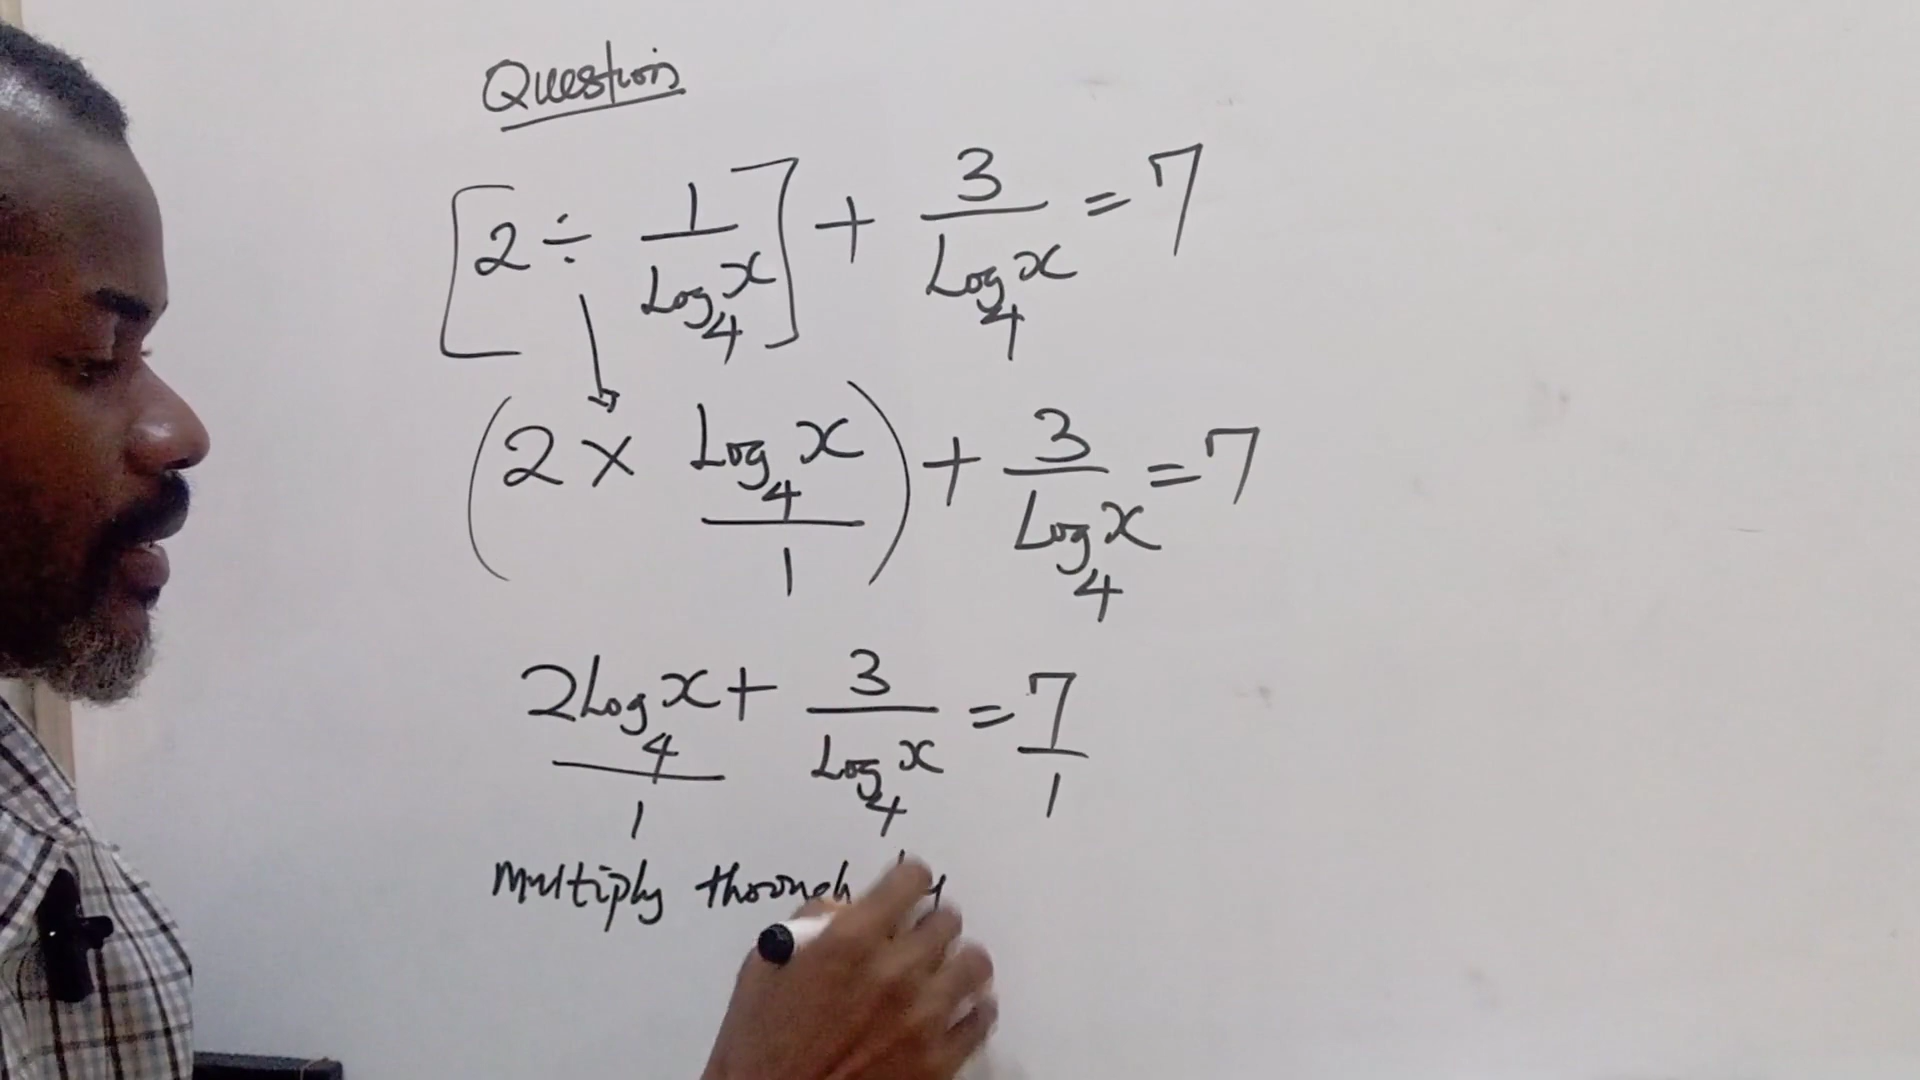 Question
[2 ÷ 1/Log₄x] + 3/Log₄x = 7
(2 × Log₄x/1) + 3/Log₄x = 7
2Log₄x/1 + 3/Log₄x = 7/1
Multiply through